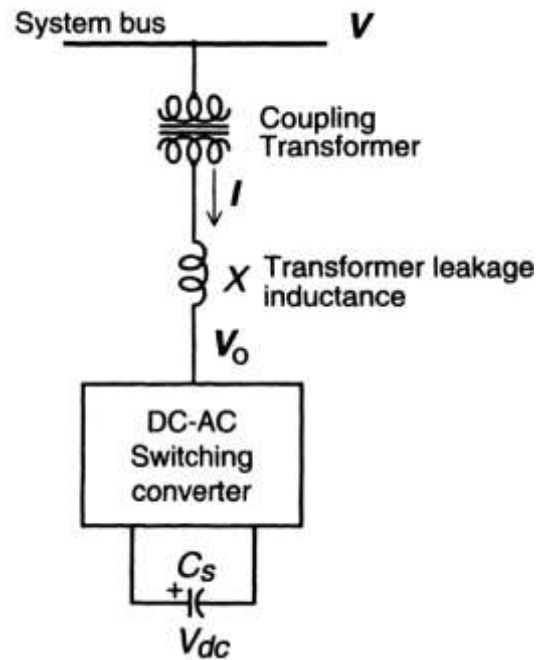 System bus
V
Coupling
Transformer
I
X
Transformer leakage
inductance
Vo
DC-AC
Switching
converter
Cs
+
Vdc